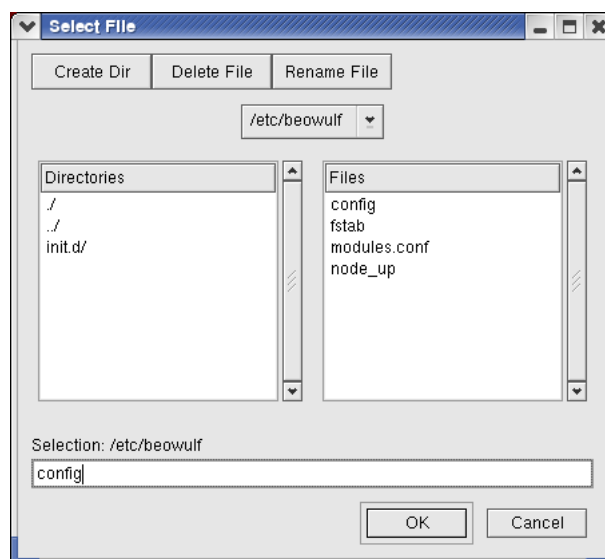 Select File
Create Dir Delete File Rename File
/etc/beowulf
Directories
./
../
init.d/
Files
config
fstab
modules.conf
node_up
Selection: /etc/beowulf
config
OK Cancel